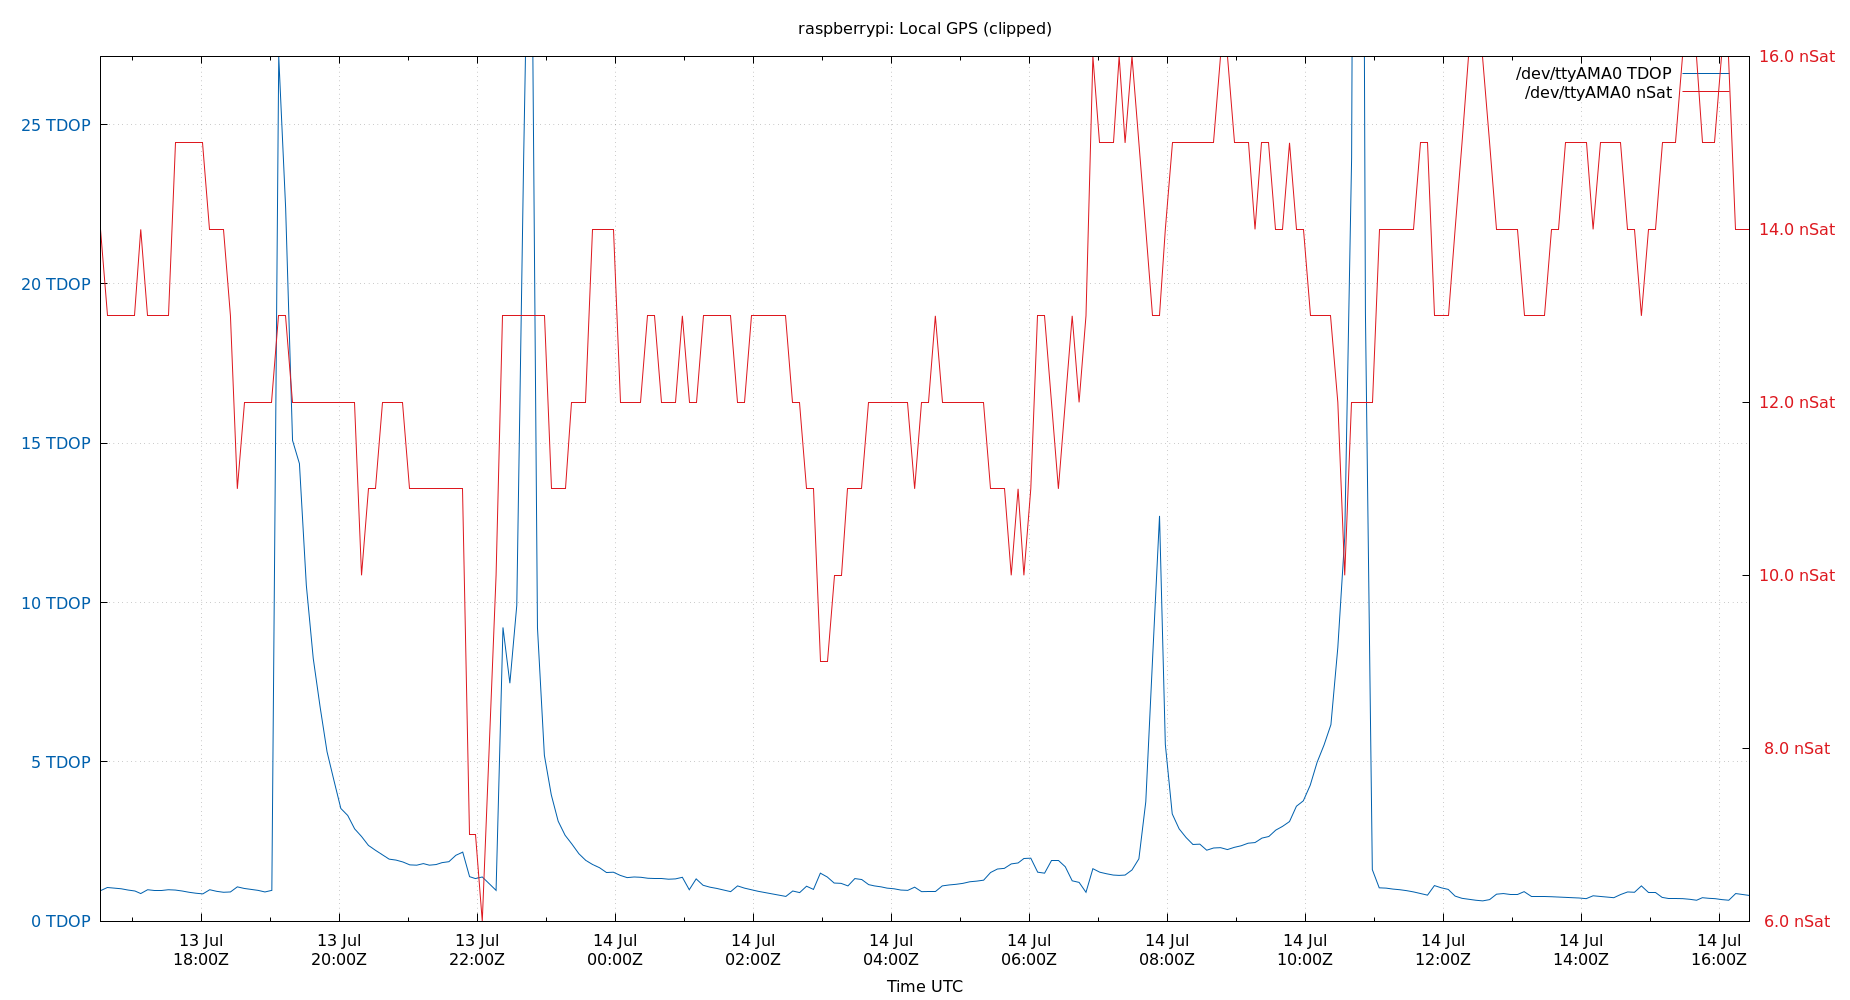 raspberrypi: Local GPS (clipped)
/dev/ttyAMA0 TDOP
/dev/ttyAMA0 nSat
25 TDOP
20 TDOP
15 TDOP
10 TDOP
5 TDOP
0 TDOP
16.0 nSat
14.0 nSat
12.0 nSat
10.0 nSat
8.0 nSat
6.0 nSat
13 Jul
18:00Z
13 Jul
20:00Z
13 Jul
22:00Z
14 Jul
00:00Z
14 Jul
02:00Z
14 Jul
04:00Z
14 Jul
06:00Z
14 Jul
08:00Z
14 Jul
10:00Z
14 Jul
12:00Z
14 Jul
14:00Z
14 Jul
16:00Z
Time UTC